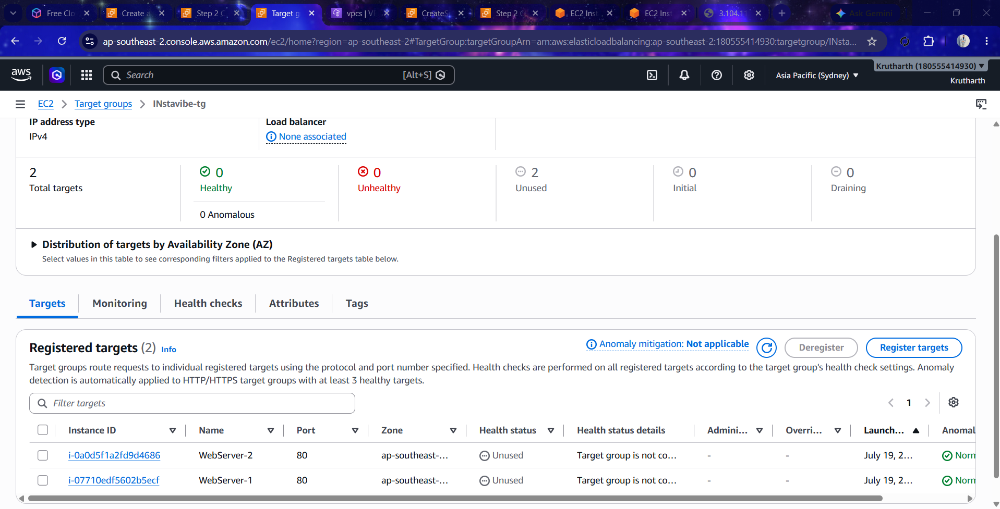 Free Clo
Create a
Step 2 C
Target g
vpcs | V
CreateS
Step 2 C
EC2 Inst
EC2 Inst
3.104.1
Ask Gemini
ap-southeast-2.console.aws.amazon.com/ec2/home?region=ap-southeast-2#TargetGroup:targetGroupArn=arn:aws:elasticloadbalancing:ap-southeast-2:180555414930:targetgroup/INsta...
aws
Search
[Alt+S]
Asia Pacific (Sydney)
Krutharth (180555414930)
Krutharth
EC2
Target groups
INstavibe-tg
IP address type
IPv4
Load balancer
None associated
2
Total targets
0
Healthy
0 Anomalous
0
Unhealthy
2
Unused
0
Initial
0
Draining
Distribution of targets by Availability Zone (AZ)
Select values in this table to see corresponding filters applied to the Registered targets table below.
Targets
Monitoring
Health checks
Attributes
Tags
Registered targets (2) Info
Anomaly mitigation: Not applicable
Deregister
Register targets
Target groups route requests to individual registered targets using the protocol and port number specified. Health checks are performed on all registered targets according to the target group's health check settings. Anomaly
detection is automatically applied to HTTP/HTTPS target groups with at least 3 healthy targets.
Filter targets
1
Instance ID Name Port Zone Health status Health status details Admini... Overri... Launch... Anomal
i-0a0d5f1a2fd9d4686 WebServer-2 80 ap-southeast-... Unused Target group is not co... - - July 19, 2... Norm
i-07710edf5602b5ecf WebServer-1 80 ap-southeast-... Unused Target group is not co... - - July 19, 2... Norm